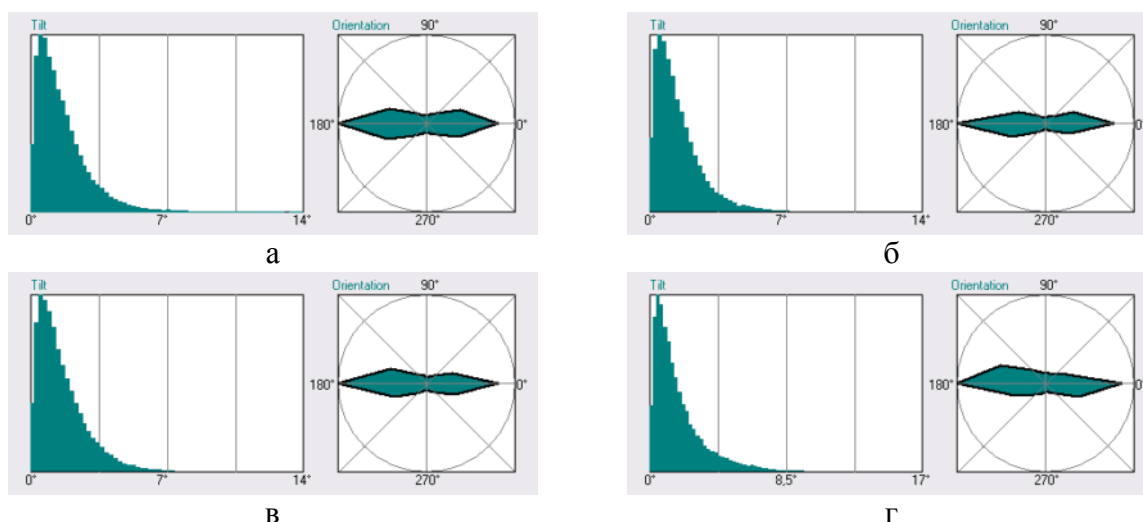 Tilt
Orientation 90°
180° 0°
0° 7° 14° 270°
а
Tilt
Orientation 90°
180° 0°
0° 7° 14° 270°
б
Tilt
Orientation 90°
180° 0°
0° 7° 14° 270°
в
Tilt
Orientation 90°
180° 0°
0° 8,5° 17° 270°
г